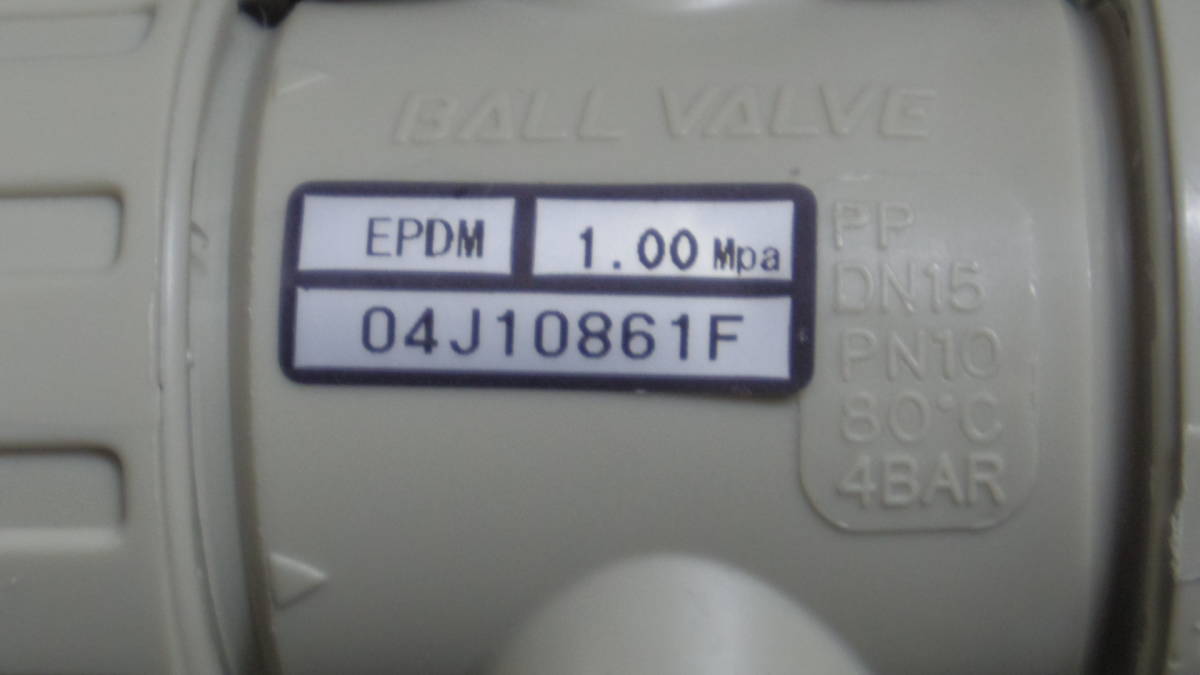 BALL VALVE
EPDM 1.00 Mpa
04J10861F
PP
DN15
PN10
80°C
4BAR